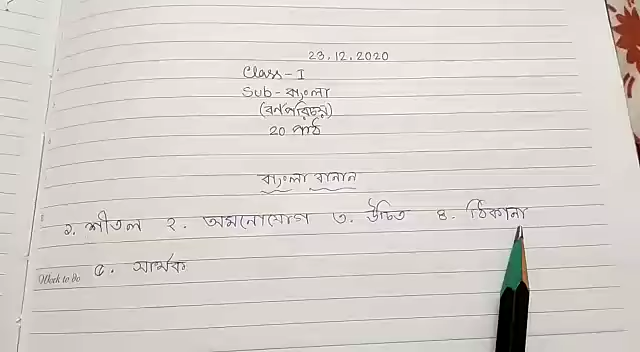 23.12.2020
Class - I
Sub - বাংলা
(বর্ণপরিচয়)
20 পাঠ
বাংলা বানান
১. শীতল ২. অমনোযোগ ৩. উচিত ৪. ঠিকানা
Work to do ৫. সার্থক